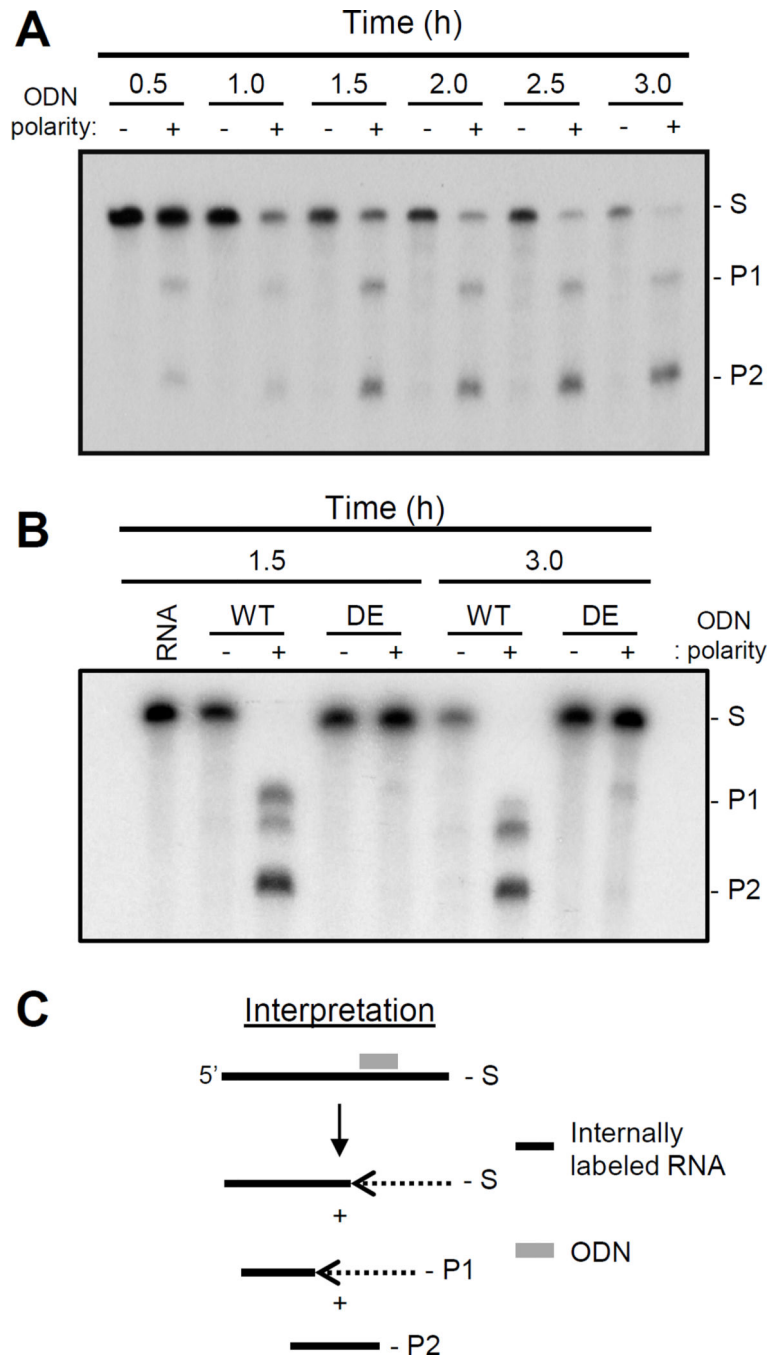 A
Time (h)
0.5 1.0 1.5 2.0 2.5 3.0
ODN polarity: - + - + - + - + - + - +
- S
- P1
- P2
B
Time (h)
1.5 3.0
RNA WT DE WT DE ODN
- + - + - + - + : polarity
- S
- P1
- P2
C
Interpretation
5' - S
Internally
labeled RNA
- S
+
ODN
- P1
+
- P2